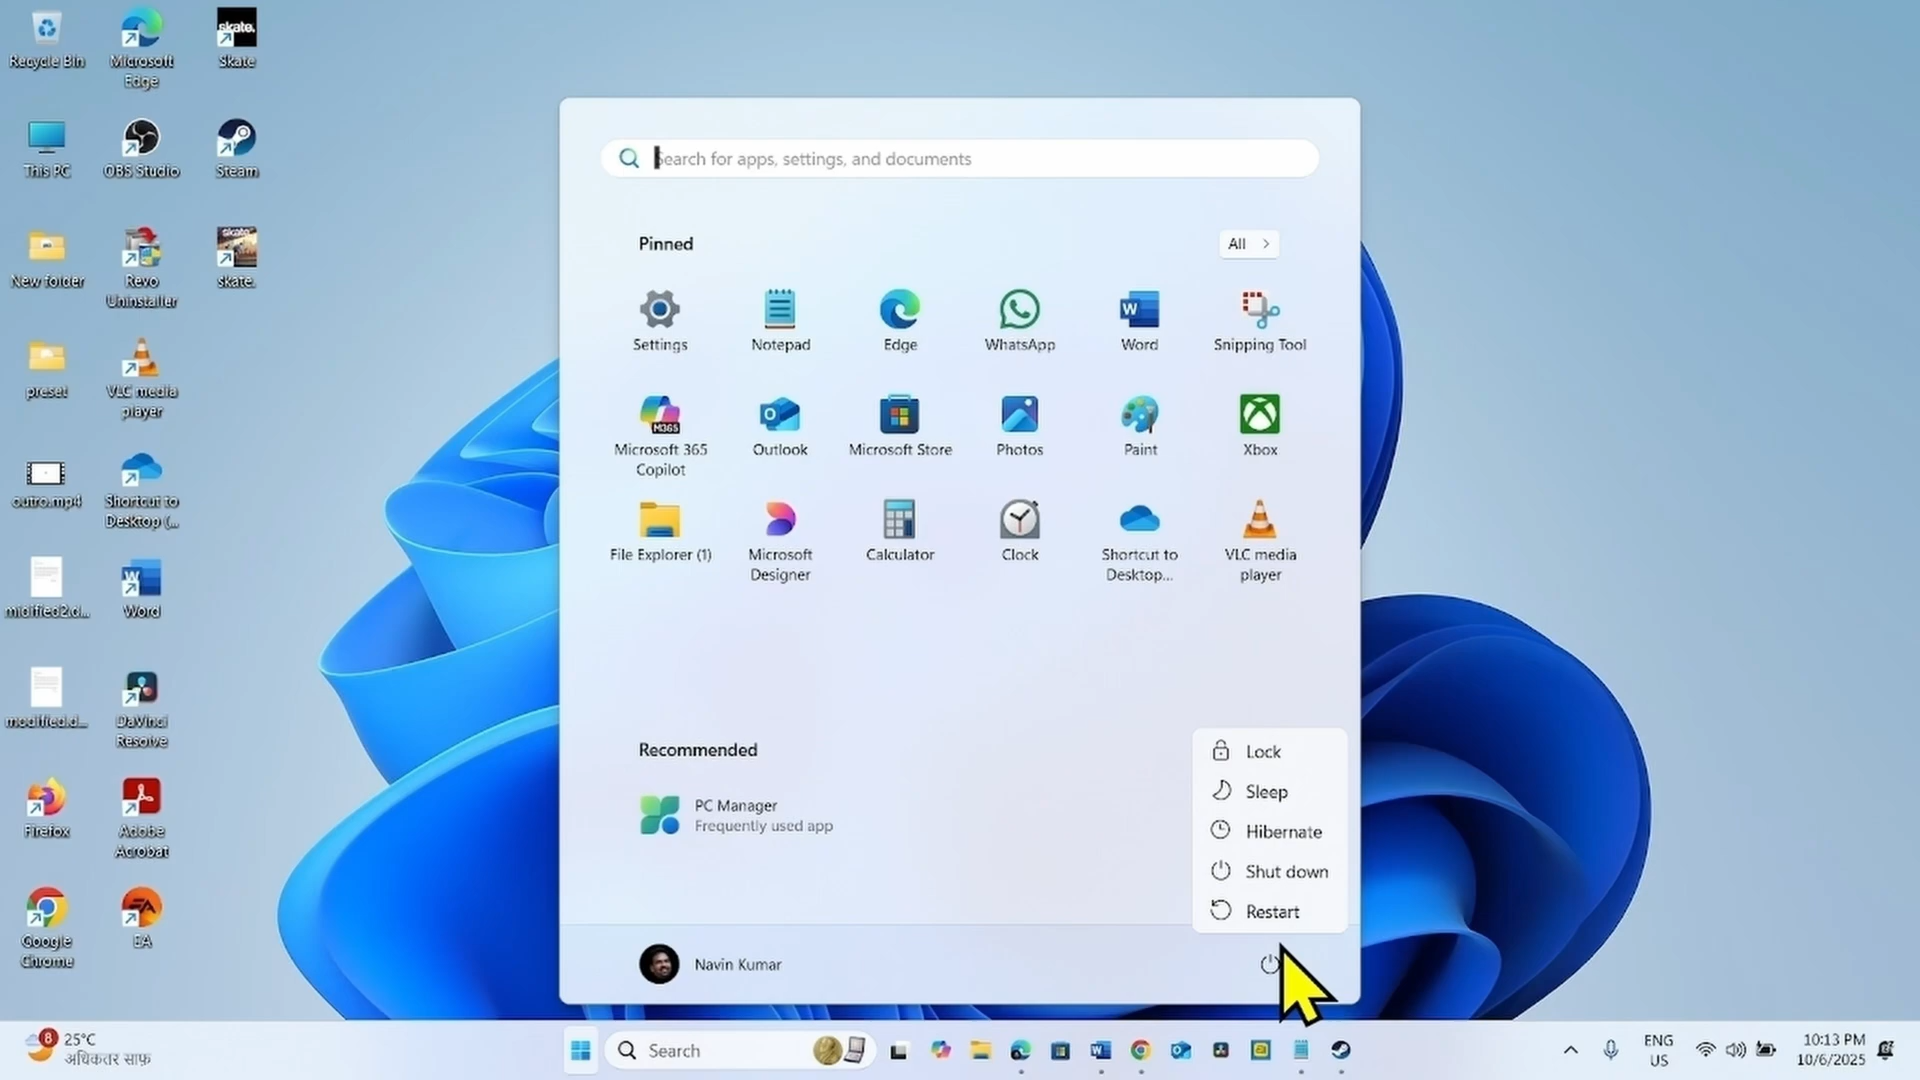 Recycle Bin
Microsoft
Edge
skate.
Skate
This PC
OBS Studio
Steam
New folder
Revo
Uninstaller
skate.
preset
VLC media
player
outro.mp4
Shortcut to
Desktop (...
midified2.d...
Word
modified.d...
DaVinci
Resolve
Firefox
Adobe
Acrobat
Google
Chrome
EA
EA
Search for apps, settings, and documents
Pinned
All
Settings
Notepad
Edge
WhatsApp
Word
Snipping Tool
M365
Microsoft 365
Copilot
Outlook
Microsoft Store
Photos
Paint
Xbox
File Explorer (1)
Microsoft
Designer
Calculator
Clock
Shortcut to
Desktop...
VLC media
player
Recommended
PC Manager
Frequently used app
Lock
Sleep
Hibernate
Shut down
Restart
Navin Kumar
8
25°C
अधिकतर साफ़
Search
ENG
US
10:13 PM
10/6/2025